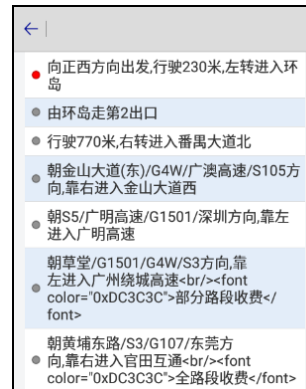 向正西方向出发,行驶230米,左转进入环
岛
由环岛走第2出口
行驶770米,右转进入番禺大道北
朝金山大道(东)/G4W/广澳高速/S105方
向,靠右进入金山大道西
朝S5/广明高速/G1501/深圳方向,靠左
进入广明高速
朝草堂/G1501/G4W/S3方向,靠
左进入广州绕城高速<br/><font
color="0xDC3C3C">部分路段收费</
font>
朝黄埔东路/S3/G107/东莞方
向,靠右进入官田互通<br/><font
color="0xDC3C3C">全路段收费</font>